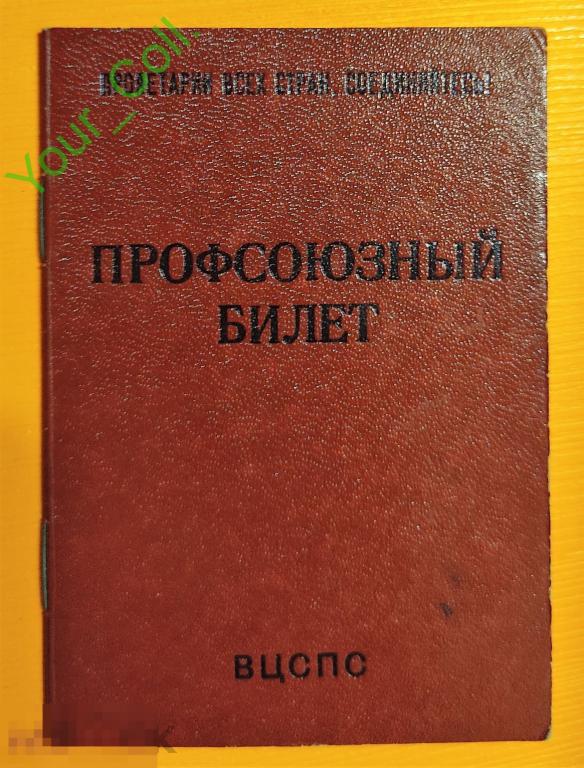 ПРОЛЕТАРИИ ВСЕХ СТРАН, СОЕДИНЯЙТЕСЬ!
ПРОФСОЮЗНЫЙ
БИЛЕТ
ВЦСПС
Your_Coll.